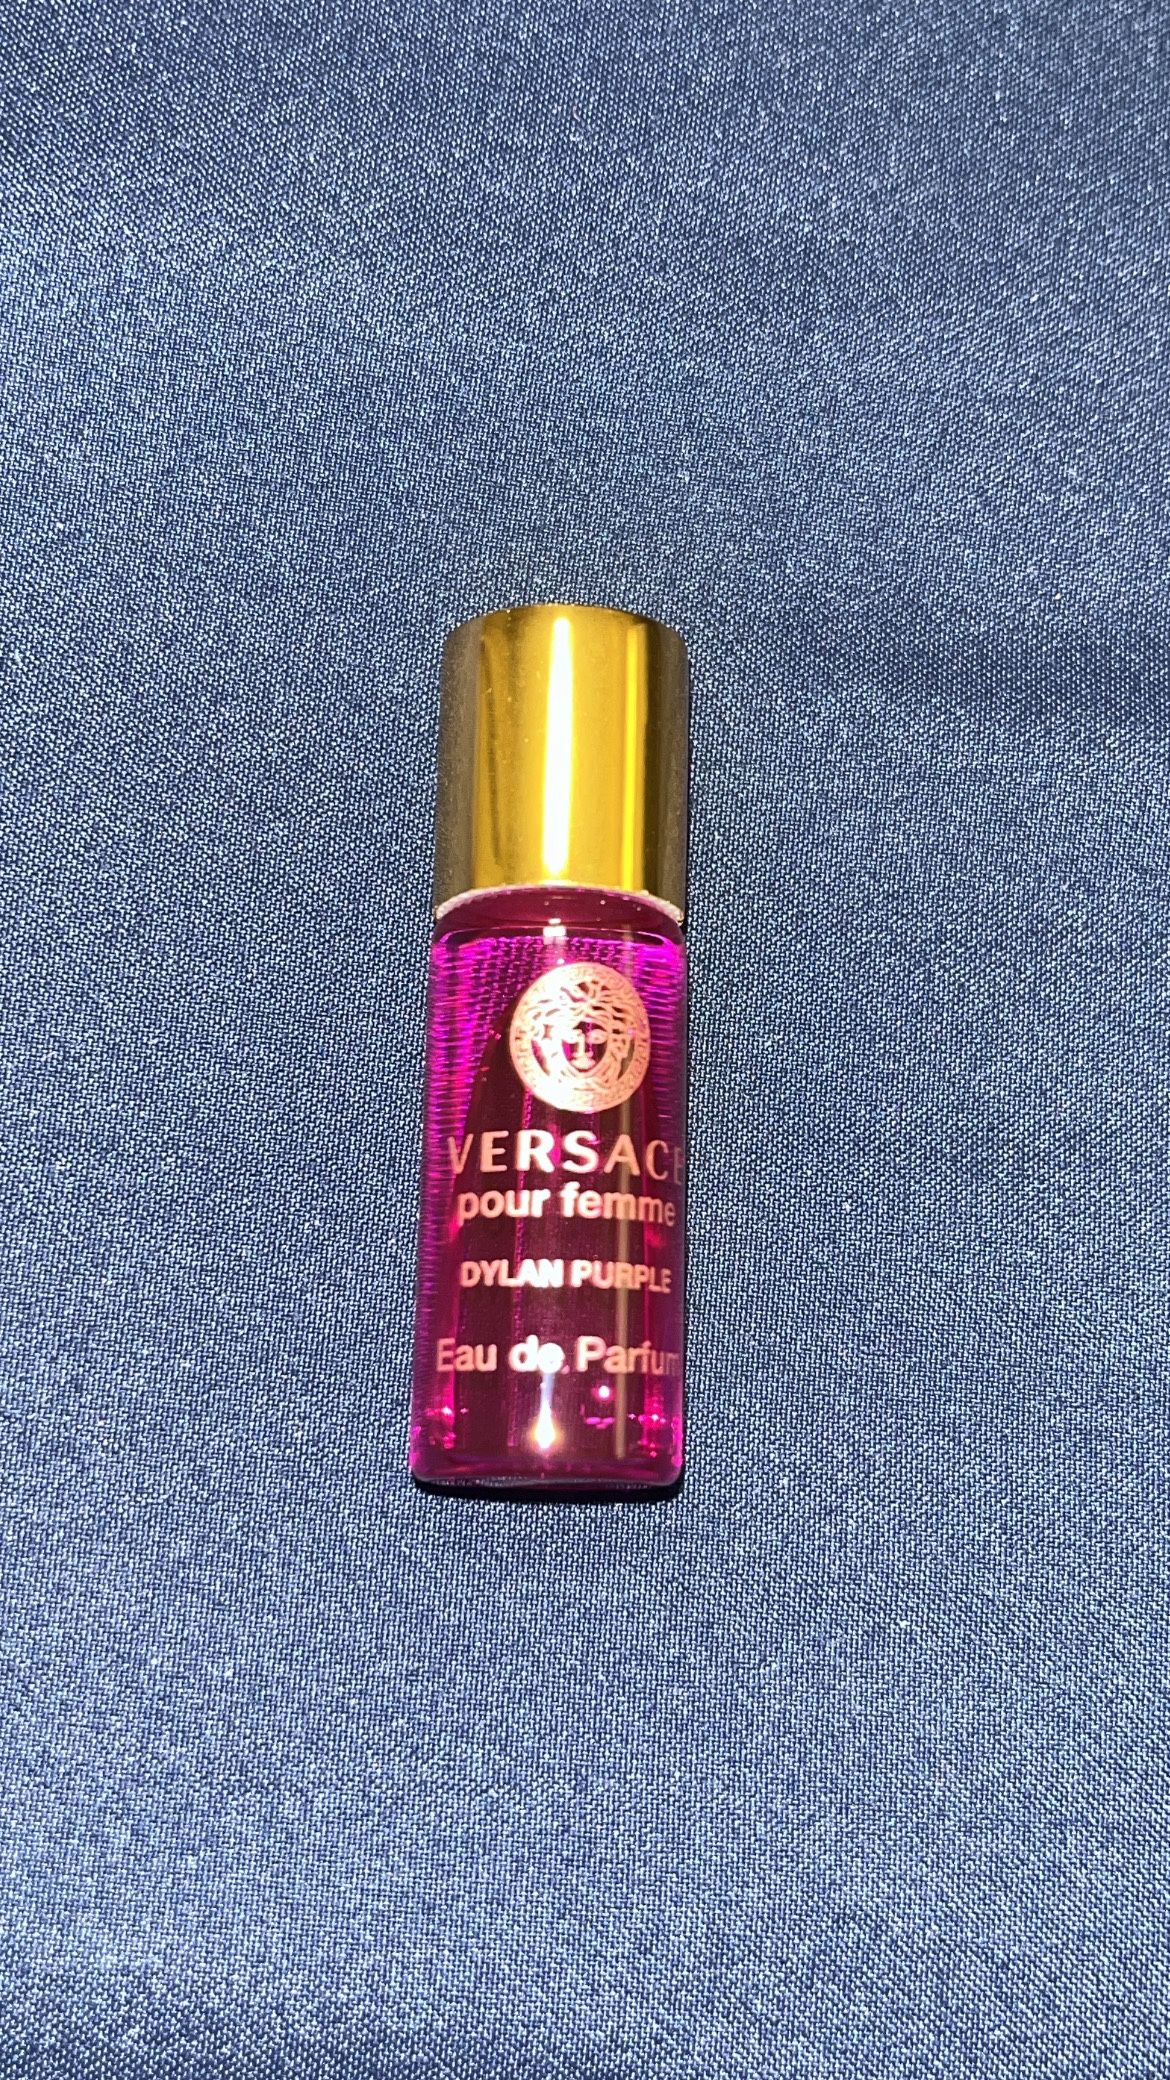 VERSACE
pour femme
DYLAN PURPLE
Eau de Parfum